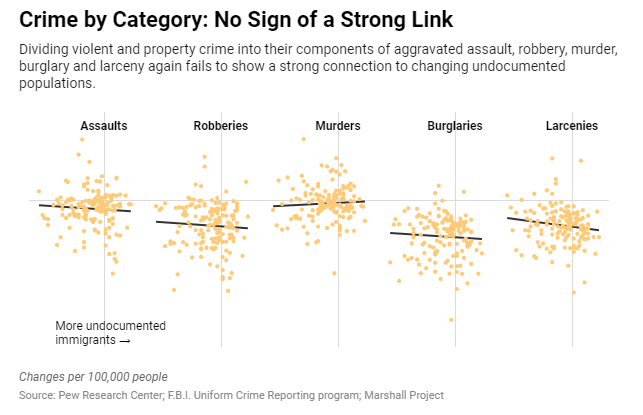 Crime by Category: No Sign of a Strong Link
Dividing violent and property crime into their components of aggravated assault, robbery, murder,
burglary and larceny again fails to show a strong connection to changing undocumented
populations.
Assaults Robberies Murders Burglaries Larcenies
More undocumented
immigrants →
Changes per 100,000 people
Source: Pew Research Center; F.B.I. Uniform Crime Reporting program; Marshall Project